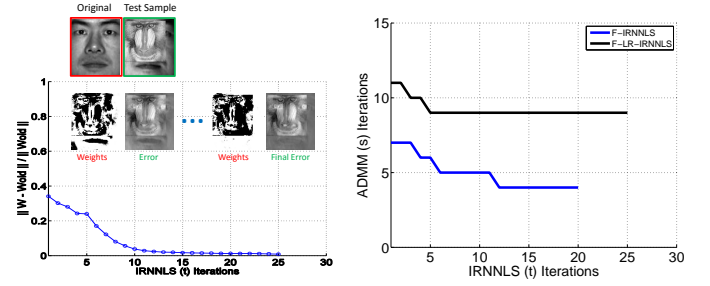 Original Test Sample
1
0.8
0.6
0.4
0.2
0
Weights Error Weights Final Error
5 10 15 20 25 30
|| W - Wold || / || Wold ||
IRNNLS (t) Iterations
15
10
5
0
F-IRNNLS
F-LR-IRNNLS
5 10 15 20 25 30
ADMM (s) Iterations
IRNNLS (t) Iterations